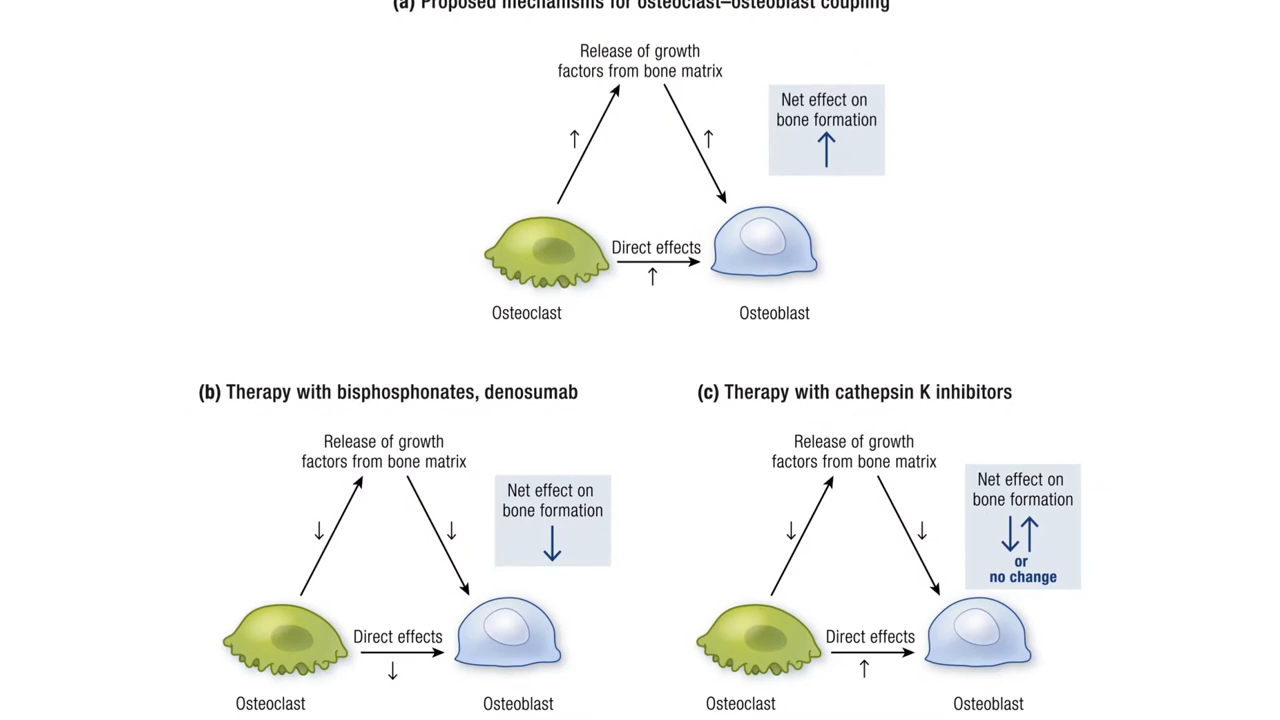 (a) Proposed mechanisms for osteoclast–osteoblast coupling
Release of growth
factors from bone matrix
Net effect on
bone formation
↑
↑
↑
Direct effects
↑
Osteoclast
Osteoblast
(b) Therapy with bisphosphonates, denosumab
Release of growth
factors from bone matrix
Net effect on
bone formation
↓
↓
↓
Direct effects
↓
Osteoclast
Osteoblast
(c) Therapy with cathepsin K inhibitors
Release of growth
factors from bone matrix
Net effect on
bone formation
↓↑
or
no change
↓
↓
Direct effects
↑
Osteoclast
Osteoblast